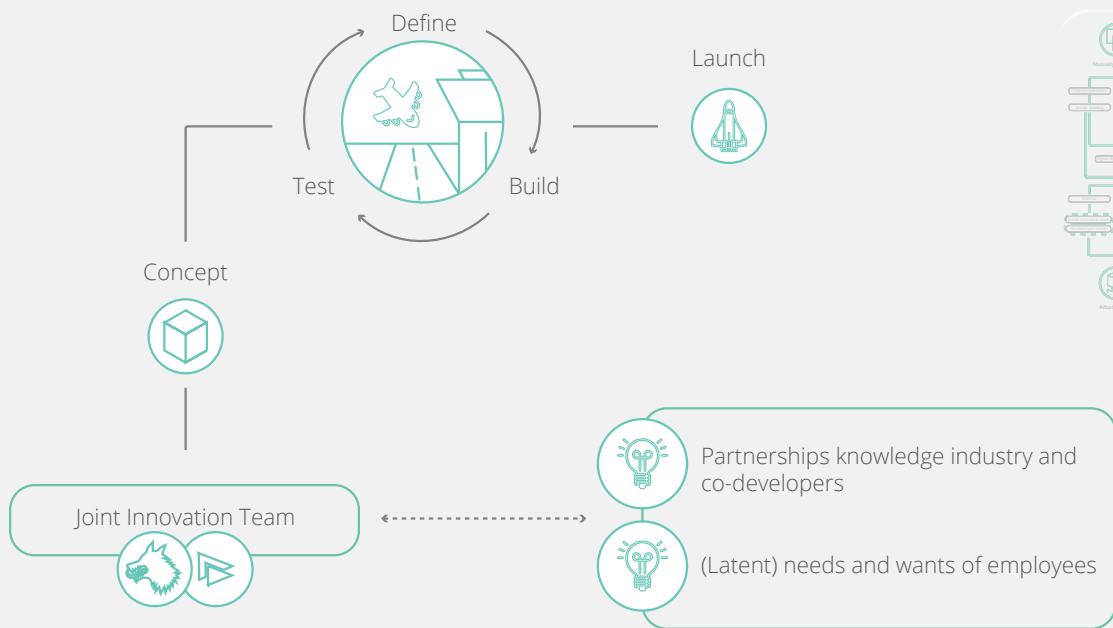 Define
Launch
Test
Build
Concept
Partnerships knowledge industry and
co-developers
Joint Innovation Team
(Latent) needs and wants of employees